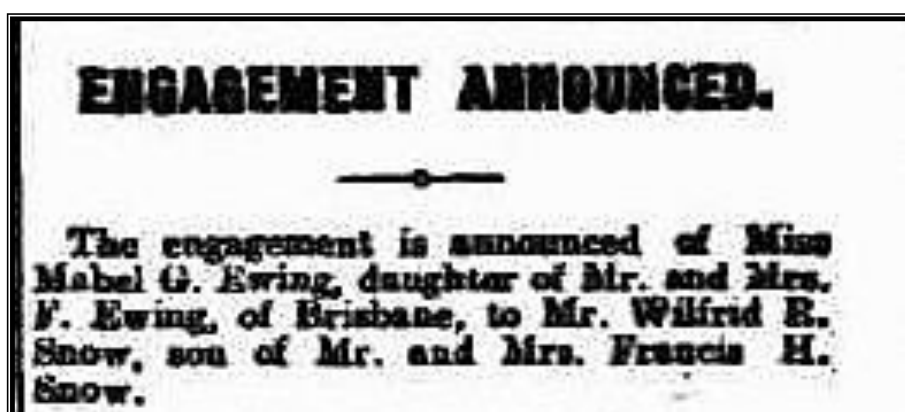 ENGAGEMENT ANNOUNCED.
The engagement is announced of Miss
Mabel G. Ewing, daughter of Mr. and Mrs.
F. Ewing, of Brisbane, to Mr. Wilfrid R.
Snow, son of Mr. and Mrs. Francis H.
Snow.